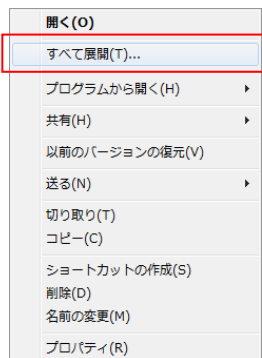 開く(O)
すべて展開(T)...
プログラムから開く(H)
共有(H)
以前のバージョンの復元(V)
送る(N)
切り取り(T)
コピー(C)
ショートカットの作成(S)
削除(D)
名前の変更(M)
プロパティ(R)